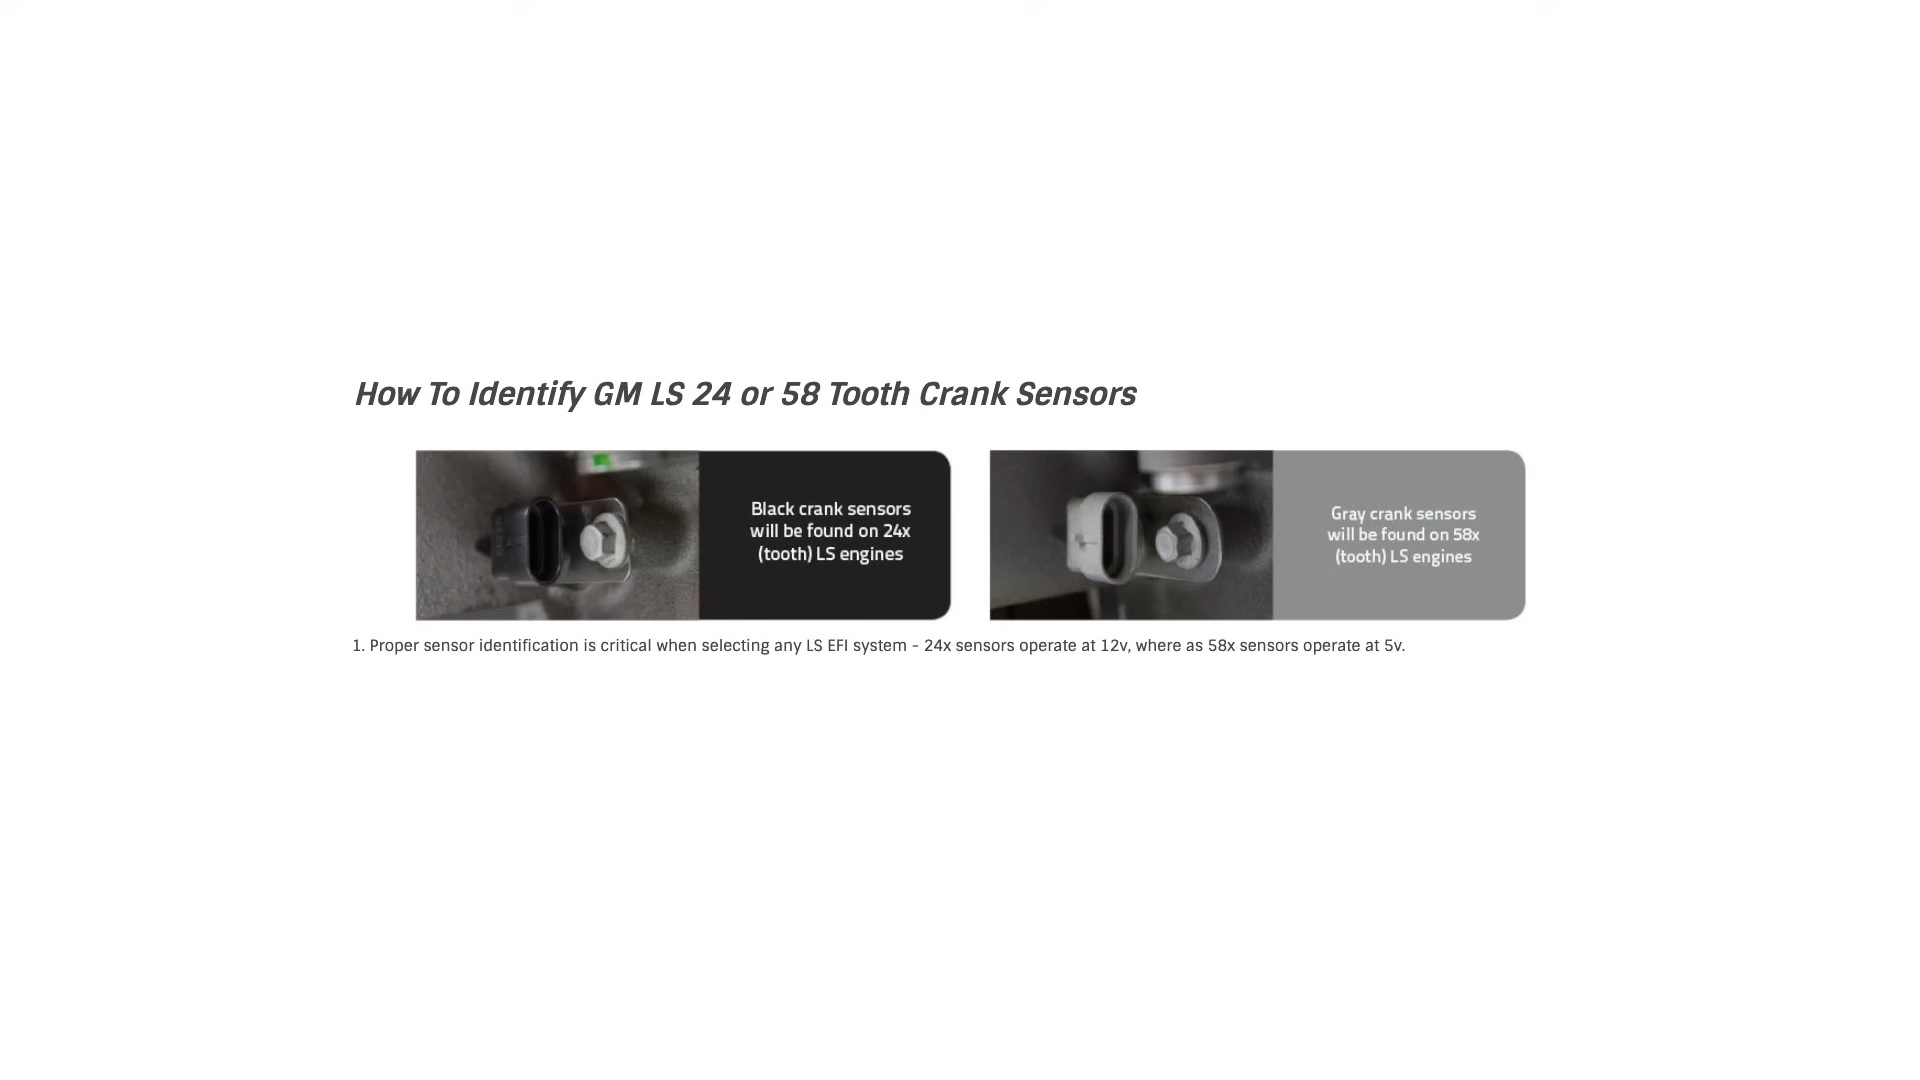 How To Identify GM LS 24 or 58 Tooth Crank Sensors
Black crank sensors
will be found on 24x
(tooth) LS engines
Gray crank sensors
will be found on 58x
(tooth) LS engines
1. Proper sensor identification is critical when selecting any LS EFI system - 24x sensors operate at 12v, where as 58x sensors operate at 5v.